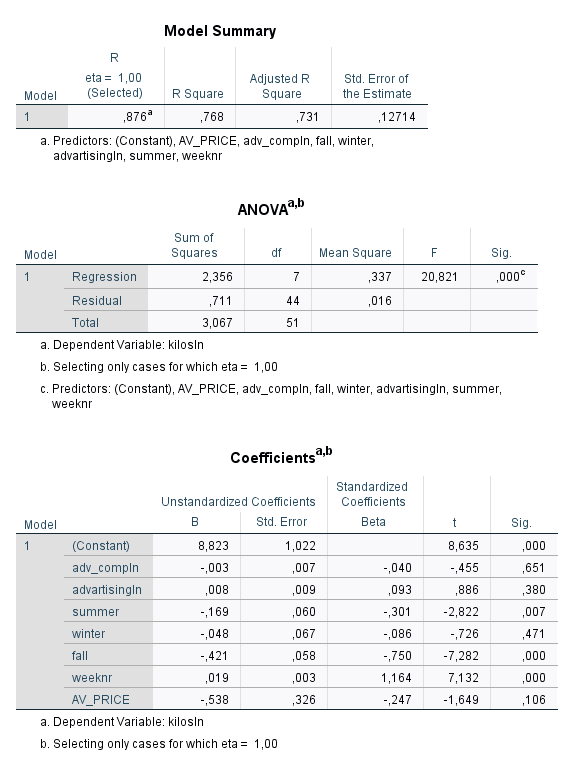 Model Summary
Model R eta = 1,00 (Selected) R Square Adjusted R Square Std. Error of the Estimate
1 ,876a ,768 ,731 ,12714
a. Predictors: (Constant), AV_PRICE, adv_compln, fall, winter,
advartisingln, summer, weeknr
ANOVAa,b
Model Sum of Squares df Mean Square F Sig.
1 Regression 2,356 7 ,337 20,821 ,000c
Residual ,711 44 ,016
Total 3,067 51
a. Dependent Variable: kilosln
b. Selecting only cases for which eta = 1,00
c. Predictors: (Constant), AV_PRICE, adv_compln, fall, winter, advartisingln, summer,
weeknr
Coefficientsa,b
Unstandardized Coefficients Standardized Coefficients
Model B Std. Error Beta t Sig.
1 (Constant) 8,823 1,022 8,635 ,000
adv_compln -,003 ,007 -,040 -,455 ,651
advartisingln ,008 ,009 ,093 ,886 ,380
summer -,169 ,060 -,301 -2,822 ,007
winter -,048 ,067 -,086 -,726 ,471
fall -,421 ,058 -,750 -7,282 ,000
weeknr ,019 ,003 1,164 7,132 ,000
AV_PRICE -,538 ,326 -,247 -1,649 ,106
a. Dependent Variable: kilosln
b. Selecting only cases for which eta = 1,00